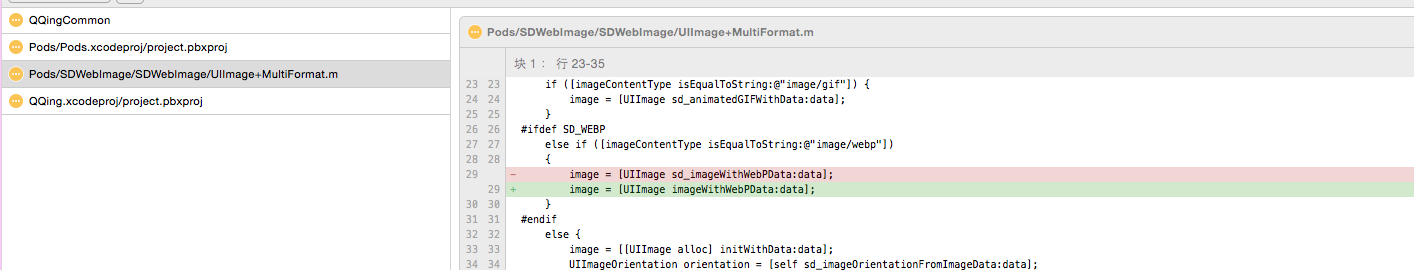 QQingCommon
Pods/Pods.xcodeproj/project.pbxproj
Pods/SDWebImage/SDWebImage/UIImage+MultiFormat.m
QQing.xcodeproj/project.pbxproj
Pods/SDWebImage/SDWebImage/UIImage+MultiFormat.m
块 1 : 行 23-35
23 23 if ([imageContentType isEqualToString:@"image/gif"]) {
24 24 image = [UIImage sd_animatedGIFWithData:data];
25 25 }
26 26 #ifdef SD_WEBP
27 27 else if ([imageContentType isEqualToString:@"image/webp"])
28 28 {
29 - image = [UIImage sd_imageWithWebPData:data];
29 + image = [UIImage imageWithWebPData:data];
30 30 }
31 31 #endif
32 32 else {
33 33 image = [[UIImage alloc] initWithData:data];
34 34 UIImageOrientation orientation = [self sd_imageOrientationFromImageData:data];